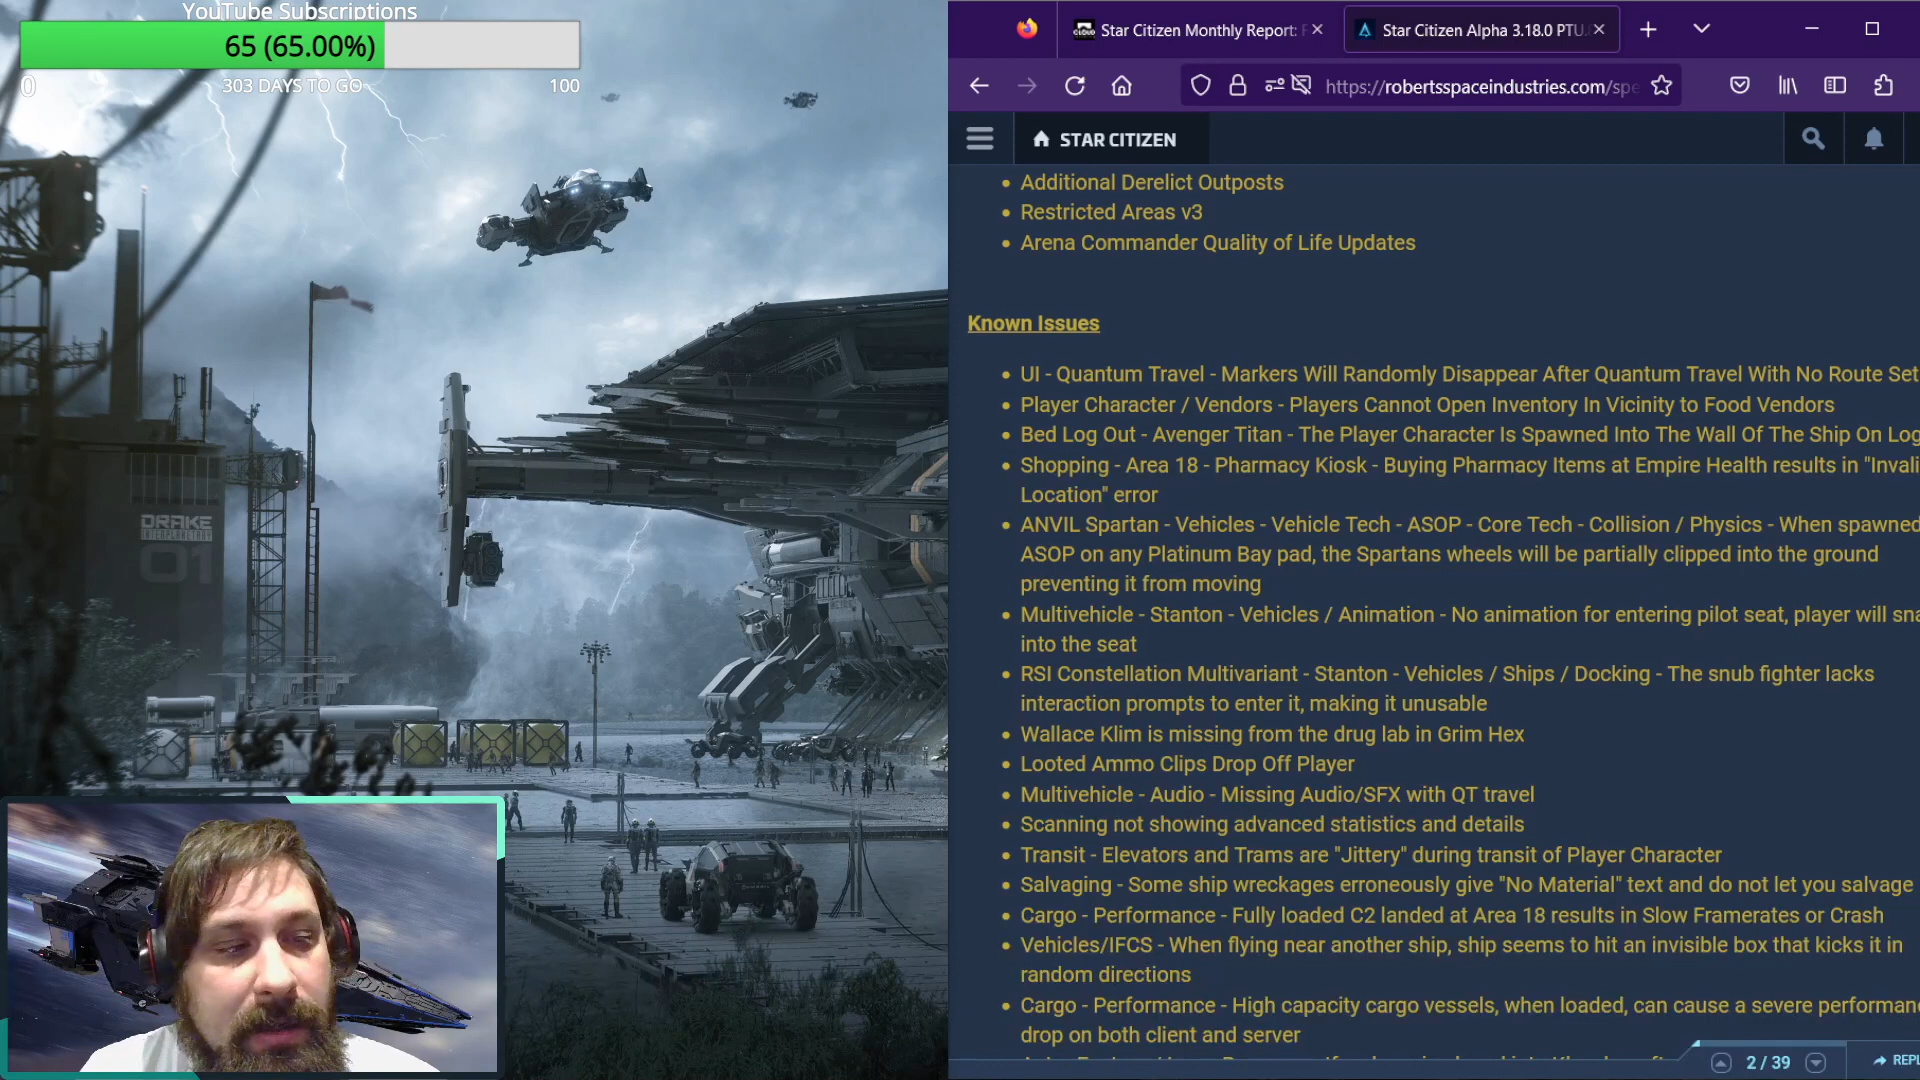 YouTube Subscriptions
65 (65.00%)
0
303 DAYS TO GO
100
DRAKE
INTERPLANETARY
01
Star Citizen Monthly Report:
Star Citizen Alpha 3.18.0 PTU.
https://robertsspaceindustries.com/spe
STAR CITIZEN
Additional Derelict Outposts
Restricted Areas v3
Arena Commander Quality of Life Updates
Known Issues
UI - Quantum Travel - Markers Will Randomly Disappear After Quantum Travel With No Route Set
Player Character / Vendors - Players Cannot Open Inventory In Vicinity to Food Vendors
Bed Log Out - Avenger Titan - The Player Character Is Spawned Into The Wall Of The Ship On Log
Shopping - Area 18 - Pharmacy Kiosk - Buying Pharmacy Items at Empire Health results in "Invali
Location" error
ANVIL Spartan - Vehicles - Vehicle Tech - ASOP - Core Tech - Collision / Physics - When spawned
ASOP on any Platinum Bay pad, the Spartans wheels will be partially clipped into the ground
preventing it from moving
Multivehicle - Stanton - Vehicles / Animation - No animation for entering pilot seat, player will sna
into the seat
RSI Constellation Multivariant - Stanton - Vehicles / Ships / Docking - The snub fighter lacks
interaction prompts to enter it, making it unusable
Wallace Klim is missing from the drug lab in Grim Hex
Looted Ammo Clips Drop Off Player
Multivehicle - Audio - Missing Audio/SFX with QT travel
Scanning not showing advanced statistics and details
Transit - Elevators and Trams are "Jittery" during transit of Player Character
Salvaging - Some ship wreckages erroneously give "No Material" text and do not let you salvage
Cargo - Performance - Fully loaded C2 landed at Area 18 results in Slow Framerates or Crash
Vehicles/IFCS - When flying near another ship, ship seems to hit an invisible box that kicks it in
random directions
Cargo - Performance - High capacity cargo vessels, when loaded, can cause a severe performan
drop on both client and server
2 / 39
REPL